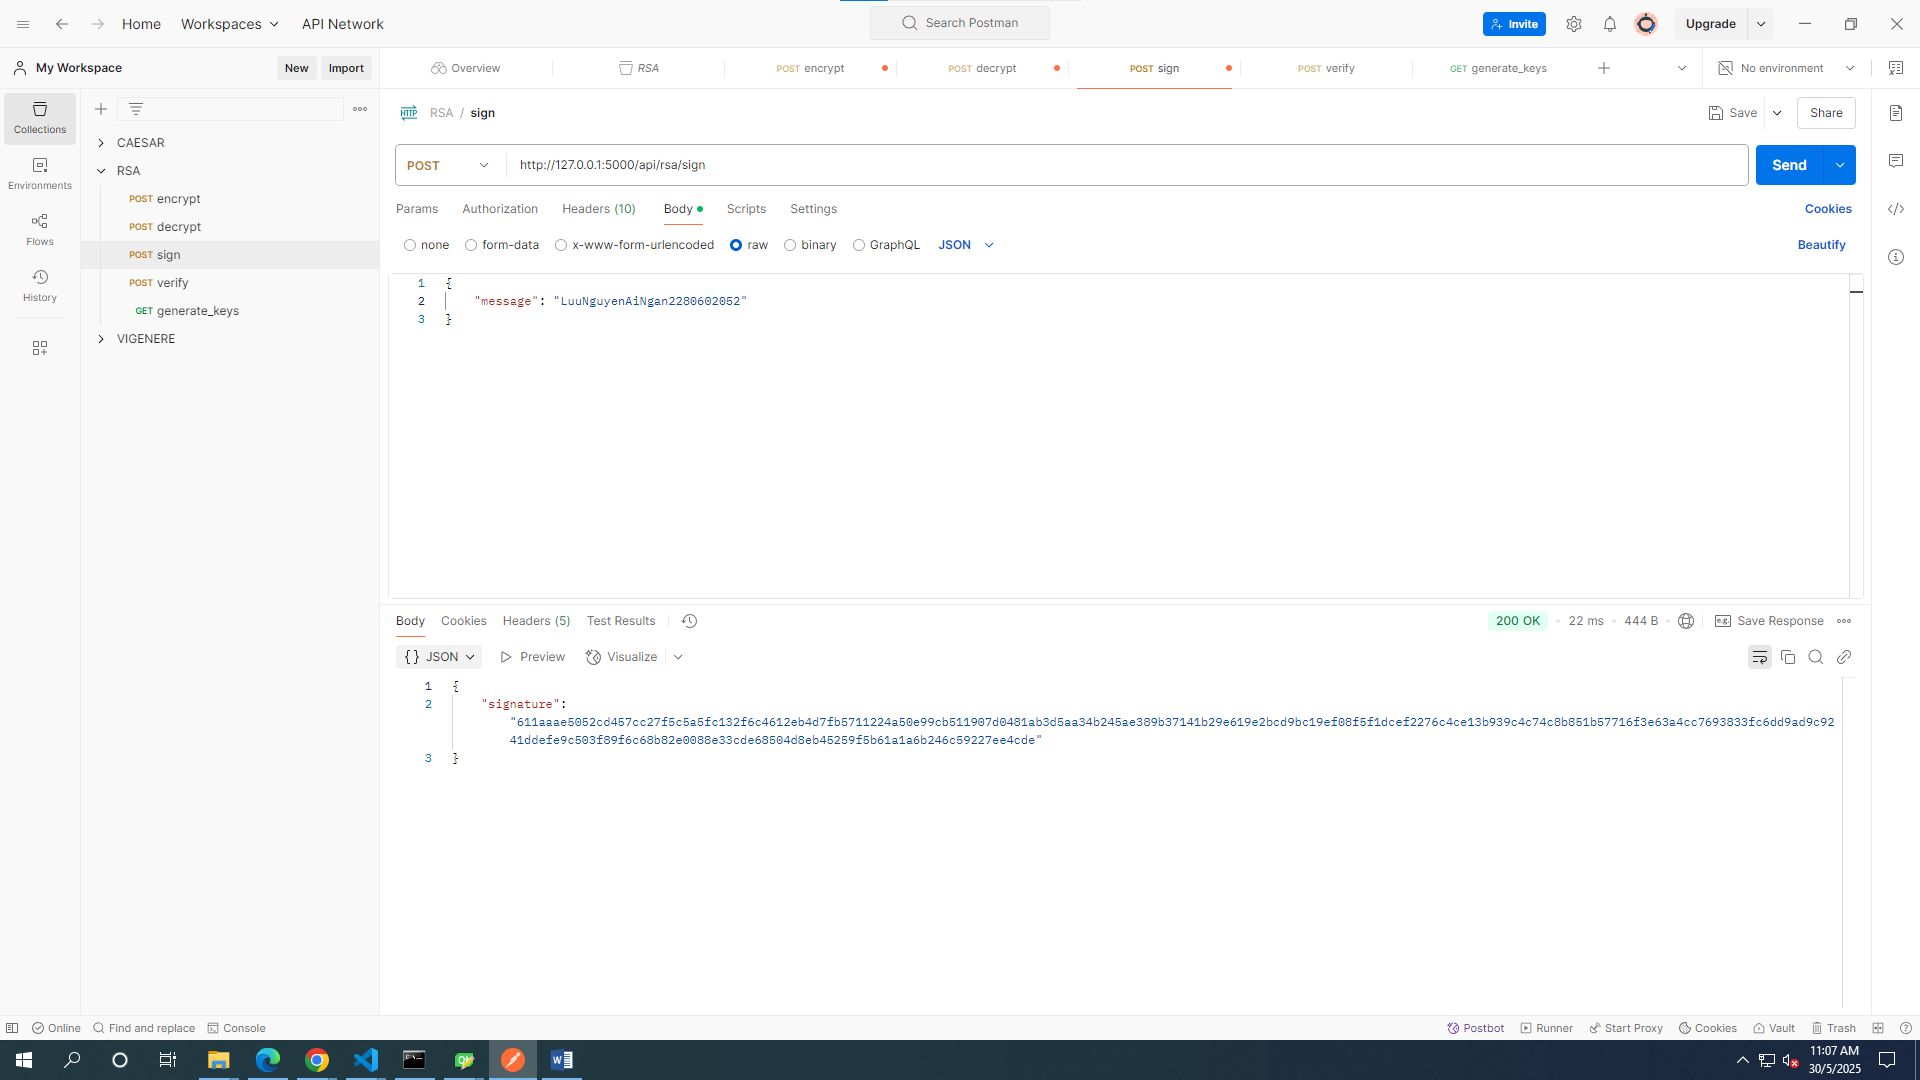 Home
Workspaces
API Network
Search Postman
Invite
Upgrade
My Workspace
New
Import
Overview
RSA
POST encrypt
POST decrypt
POST sign
POST verify
GET generate_keys
No environment
Collections
Environments
Flows
History
CAESAR
RSA
POST encrypt
POST decrypt
POST sign
POST verify
GET generate_keys
VIGENERE
HTTP RSA / sign
Save
Share
POST
http://127.0.0.1:5000/api/rsa/sign
Send
Params
Authorization
Headers (10)
Body
Scripts
Settings
Cookies
none
form-data
x-www-form-urlencoded
raw
binary
GraphQL
JSON
Beautify
1 {
2 "message": "LuuNguyenAiNgan2280602052"
3 }
Body
Cookies
Headers (5)
Test Results
200 OK
22 ms
444 B
e.g. Save Response
{} JSON
Preview
Visualize
1 {
2 "signature":
"611aaae5052cd457cc27f5c5a5fc132f6c4612eb4d7fb5711224a50e99cb511907d0481ab3d5aa34b245ae389b37141b29e619e2bcd9bc19ef08f5f1dcef2276c4ce13b939c4c74c8b851b57716f3e63a4cc7693833fc6dd9ad9c92
41ddefe9c503f89f6c68b82e0088e33cde68504d8eb45259f5b61a1a6b246c59227ee4cde"
3 }
Online
Find and replace
Console
Postbot
Runner
Start Proxy
Cookies
Vault
Trash
11:07 AM
30/5/2025